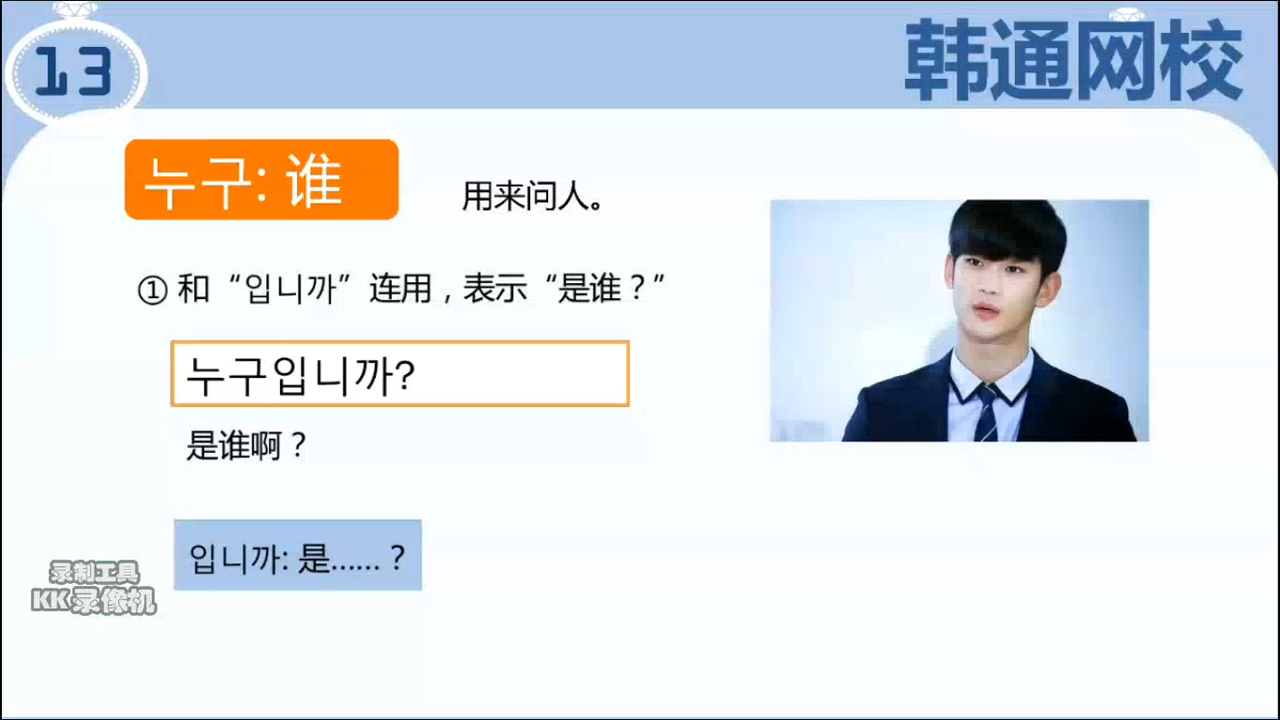 13
韩通网校
누구: 谁
用来问人。
① 和“입니까”连用，表示“是谁？”
누구입니까?
是谁啊？
입니까: 是……？
录制工具
KK录像机